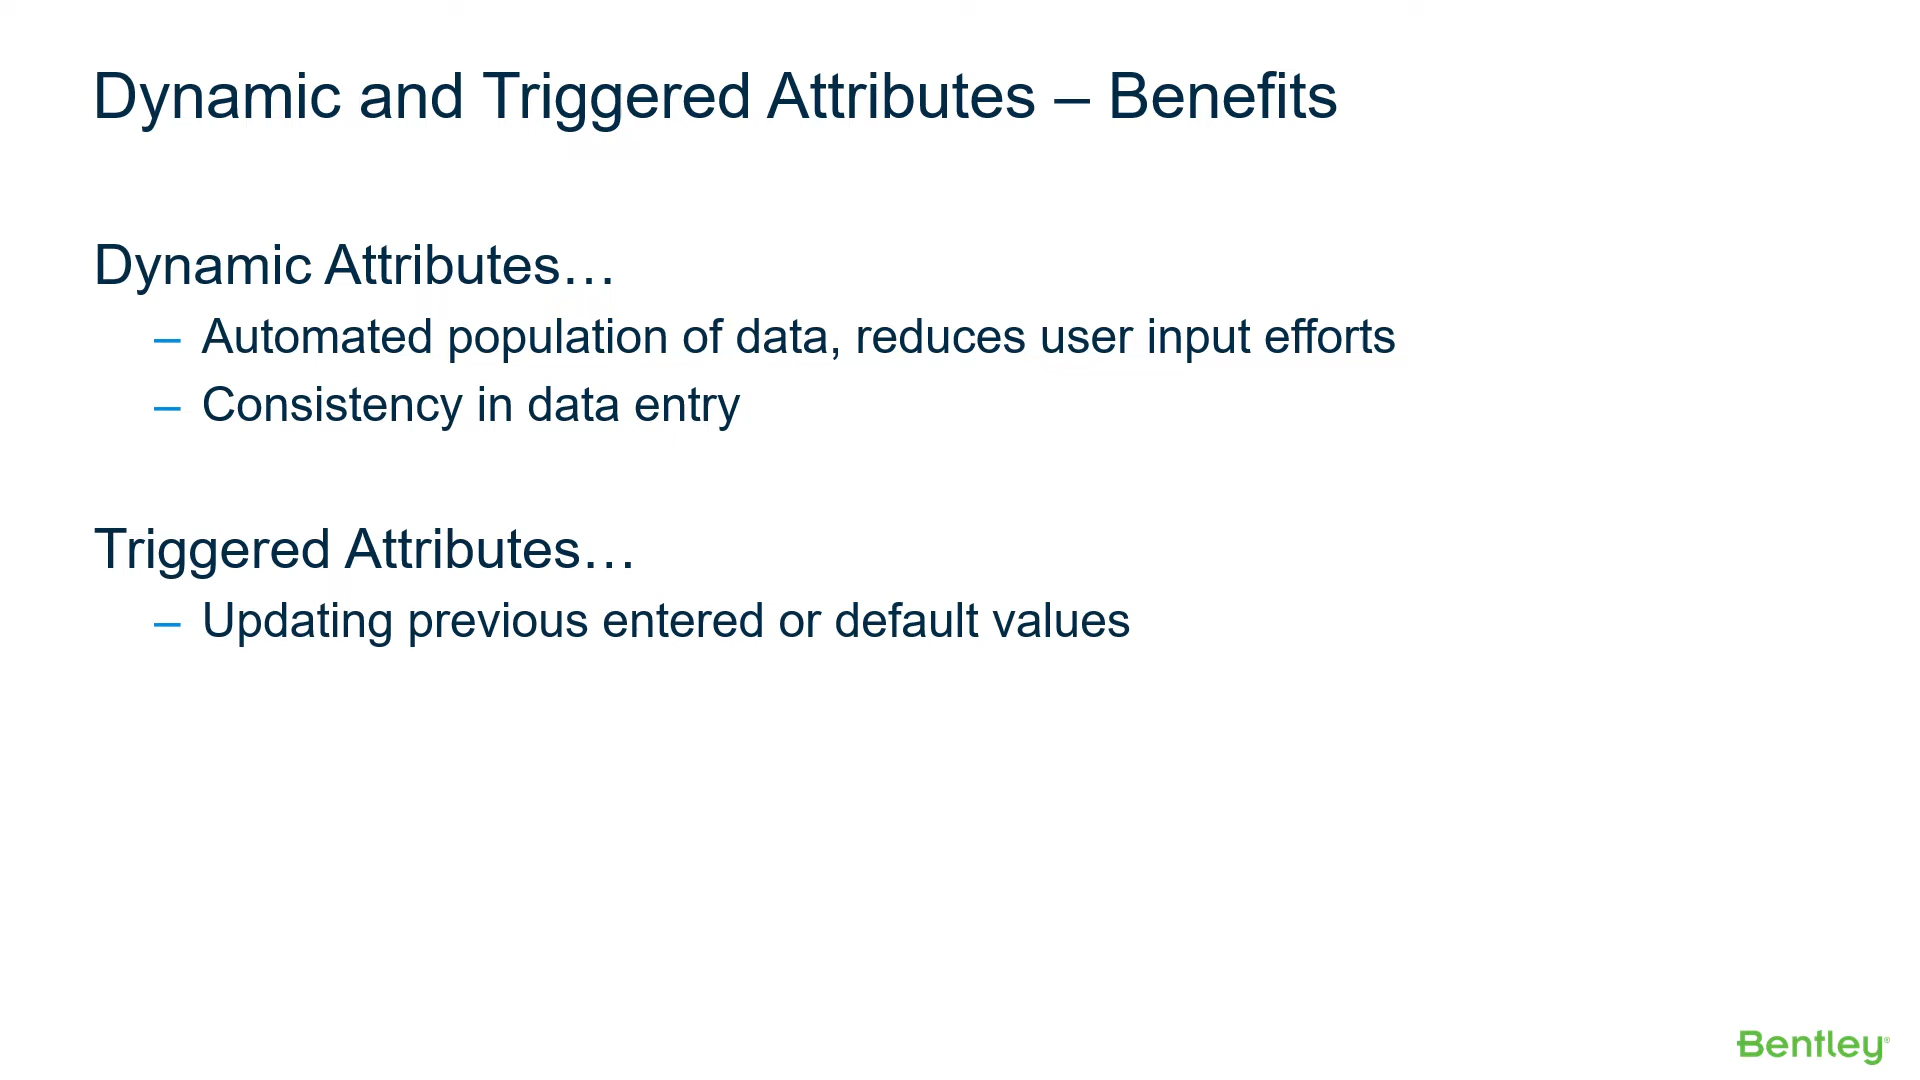 Dynamic and Triggered Attributes – Benefits
Dynamic Attributes…
– Automated population of data, reduces user input efforts
– Consistency in data entry
Triggered Attributes…
– Updating previous entered or default values
Bentley®